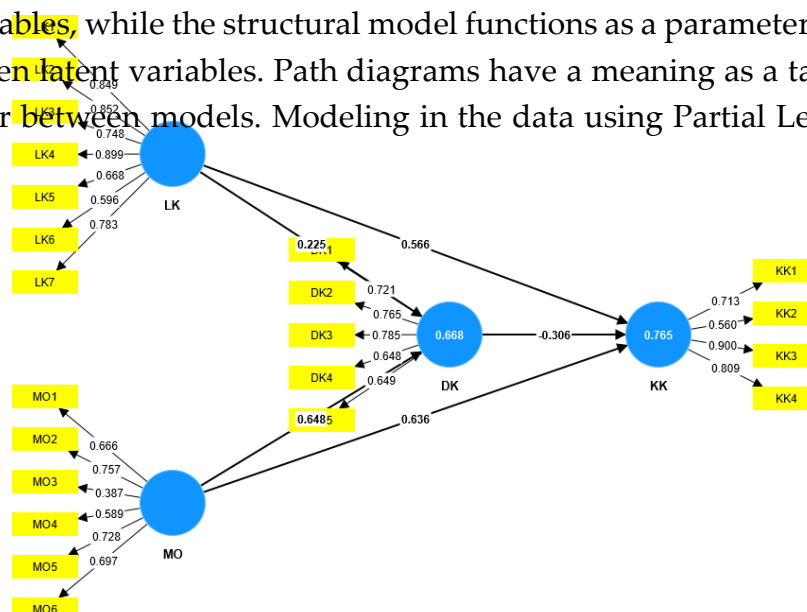 ables, while the structural model functions as a parameter
en latent variables. Path diagrams have a meaning as a ta
r between models. Modeling in the data using Partial Le
LK2
LK3
LK4
LK5
LK6
LK7
0.849
0.852
0.748
0.899
0.668
0.596
0.783
LK
0.225
0.566
DK2
DK3
DK4
0.721
0.765
0.785
0.648
0.649
0.668
DK
-0.306
0.765
KK
0.713
0.560
0.900
0.809
KK1
KK2
KK3
KK4
0.648
0.636
MO1
MO2
MO3
MO4
MO5
MO6
0.666
0.757
0.387
0.589
0.728
0.697
MO